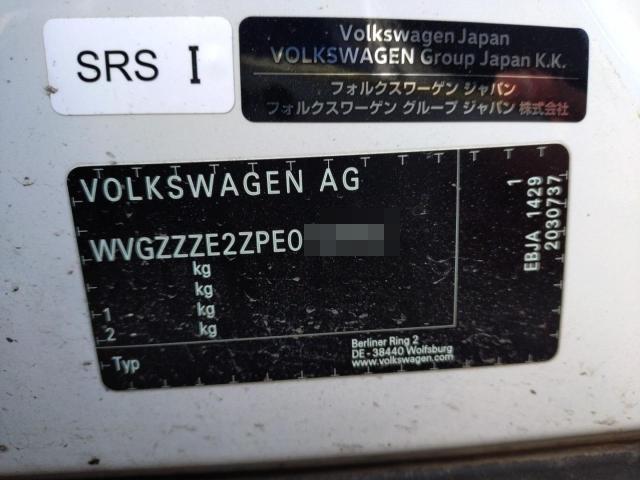 SRS I
Volkswagen Japan
VOLKSWAGEN Group Japan K.K.
フォルクスワーゲン ジャパン
フォルクスワーゲン グループ ジャパン 株式会社
VOLKSWAGEN AG
WVGZZZE2ZPE0
kg
kg
1 kg
2 kg
Typ
Berliner Ring 2
DE - 38440 Wolfsburg
www.volkswagen.com
1
EBJA 1429
2030737